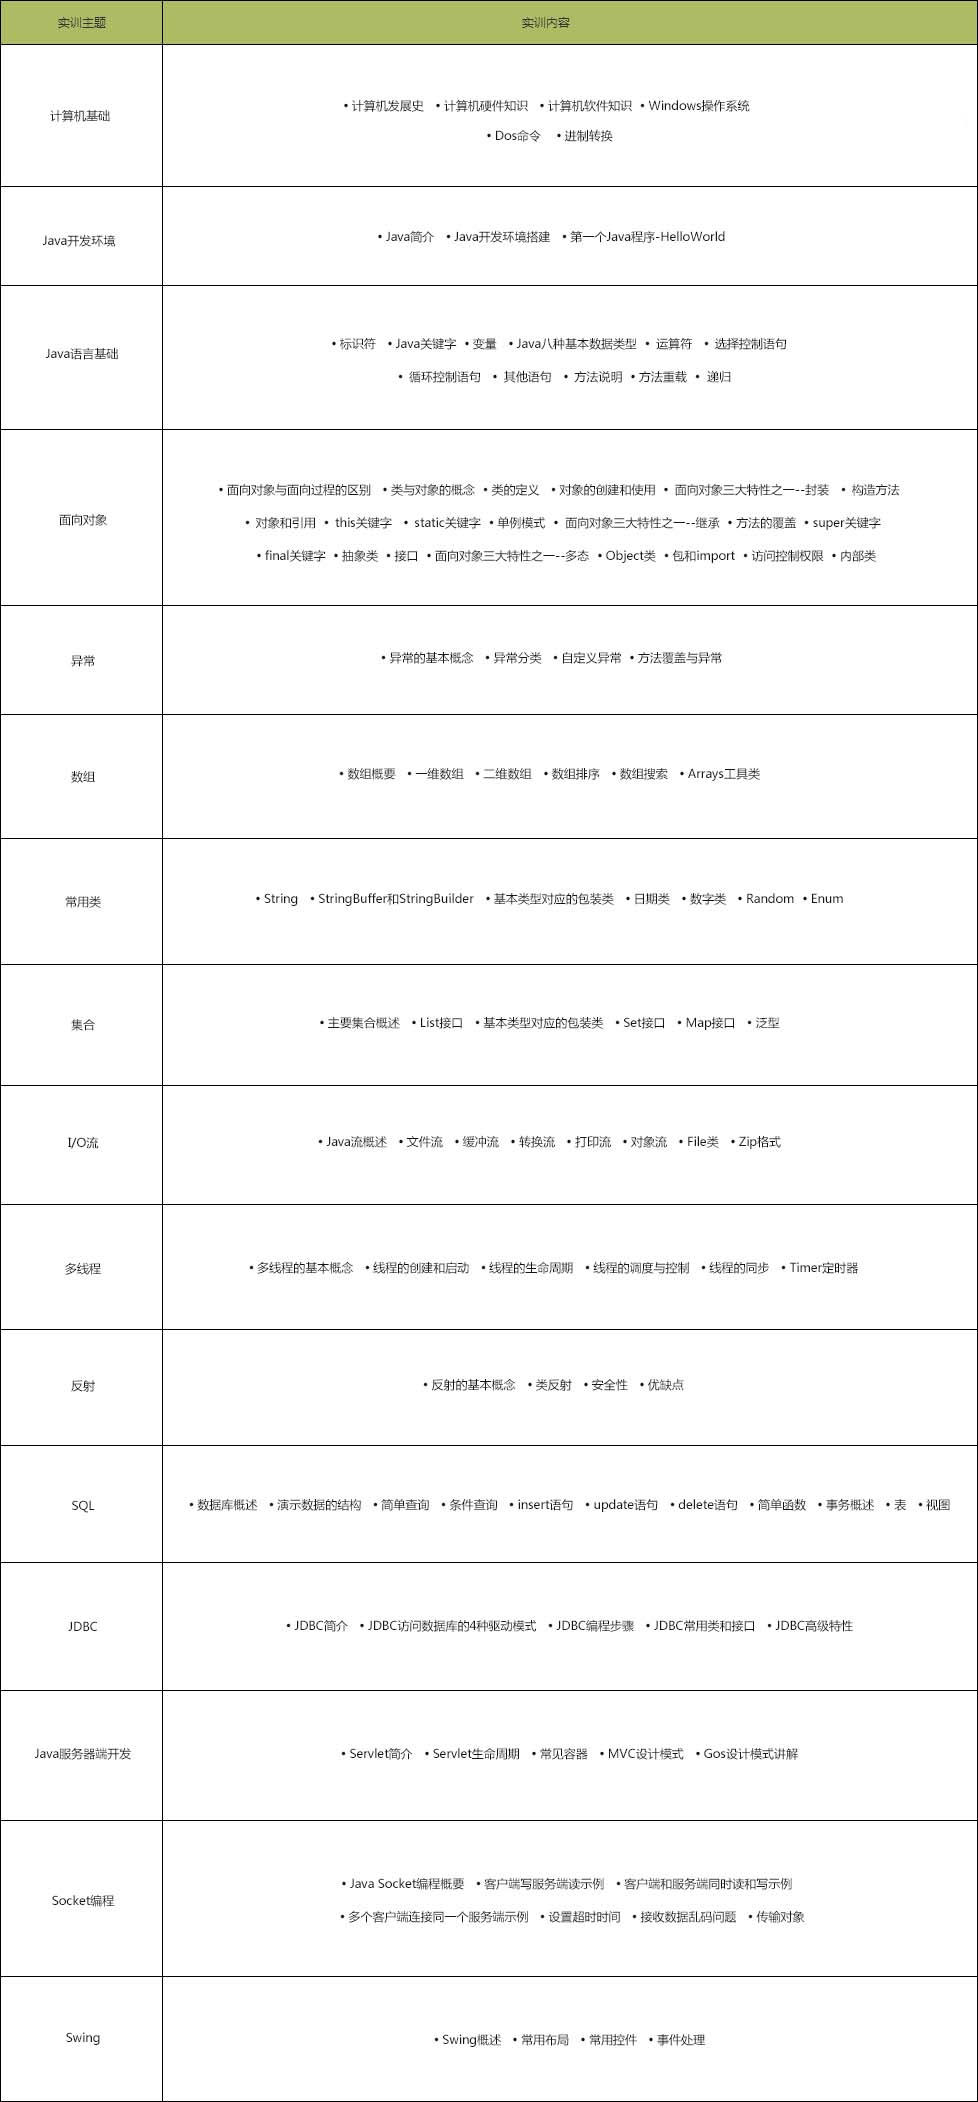 实训主题 实训内容
计算机基础
• 计算机发展史 • 计算机硬件知识 • 计算机软件知识 • Windows操作系统
• Dos命令 • 进制转换
Java开发环境
• Java简介 • Java开发环境搭建 • 第一个Java程序-HelloWorld
Java语言基础
• 标识符 • Java关键字 • 变量 • Java八种基本数据类型 • 运算符 • 选择控制语句
• 循环控制语句 • 其他语句 • 方法说明 • 方法重载 • 递归
面向对象
• 面向对象与面向过程的区别 • 类与对象的概念 • 类的定义 • 对象的创建和使用 • 面向对象三大特性之一--封装 • 构造方法
• 对象和引用 • this关键字 • static关键字 • 单例模式 • 面向对象三大特性之一--继承 • 方法的覆盖 • super关键字
• final关键字 • 抽象类 • 接口 • 面向对象三大特性之一--多态 • Object类 • 包和import • 访问控制权限 • 内部类
异常
• 异常的基本概念 • 异常分类 • 自定义异常 • 方法覆盖与异常
数组
• 数组概要 • 一维数组 • 二维数组 • 数组排序 • 数组搜索 • Arrays工具类
常用类
• String • StringBuffer和StringBuilder • 基本类型对应的包装类 • 日期类 • 数字类 • Random • Enum
集合
• 主要集合概述 • List接口 • 基本类型对应的包装类 • Set接口 • Map接口 • 泛型
I/O流
• Java流概述 • 文件流 • 缓冲流 • 转换流 • 打印流 • 对象流 • File类 • Zip格式
多线程
• 多线程的基本概念 • 线程的创建和启动 • 线程的生命周期 • 线程的调度与控制 • 线程的同步 • Timer定时器
反射
• 反射的基本概念 • 类反射 • 安全性 • 优缺点
SQL
• 数据库概述 • 演示数据的结构 • 简单查询 • 条件查询 • insert语句 • update语句 • delete语句 • 简单函数 • 事务概述 • 表 • 视图
JDBC
• JDBC简介 • JDBC访问数据库的4种驱动模式 • JDBC编程步骤 • JDBC常用类和接口 • JDBC高级特性
Java服务器端开发
• Servlet简介 • Servlet生命周期 • 常见容器 • MVC设计模式 • Gos设计模式讲解
Socket编程
• Java Socket编程概要 • 客户端写服务端读示例 • 客户端和服务端同时读和写示例
• 多个客户端连接同一个服务端示例 • 设置超时时间 • 接收数据乱码问题 • 传输对象
Swing
• Swing概述 • 常用布局 • 常用控件 • 事件处理